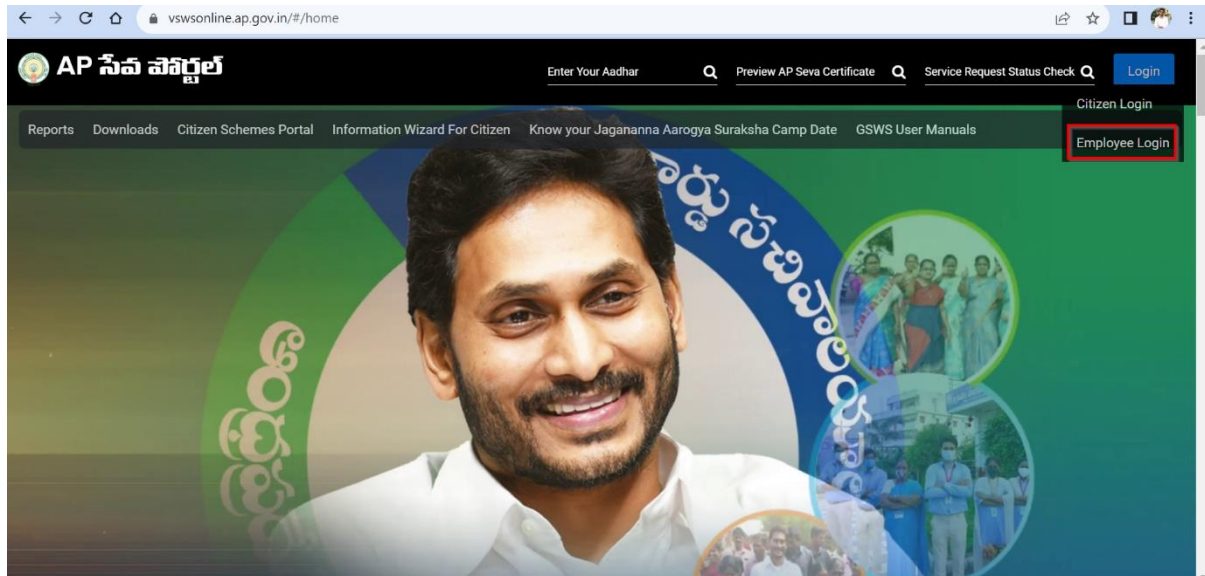 vswsonline.ap.gov.in/#/home
AP సేవ పోర్టల్
Enter Your Aadhar
Preview AP Seva Certificate
Service Request Status Check
Login
Citizen Login
Employee Login
Reports Downloads Citizen Schemes Portal Information Wizard For Citizen Know your Jagananna Aarogya Suraksha Camp Date GSWS User Manuals